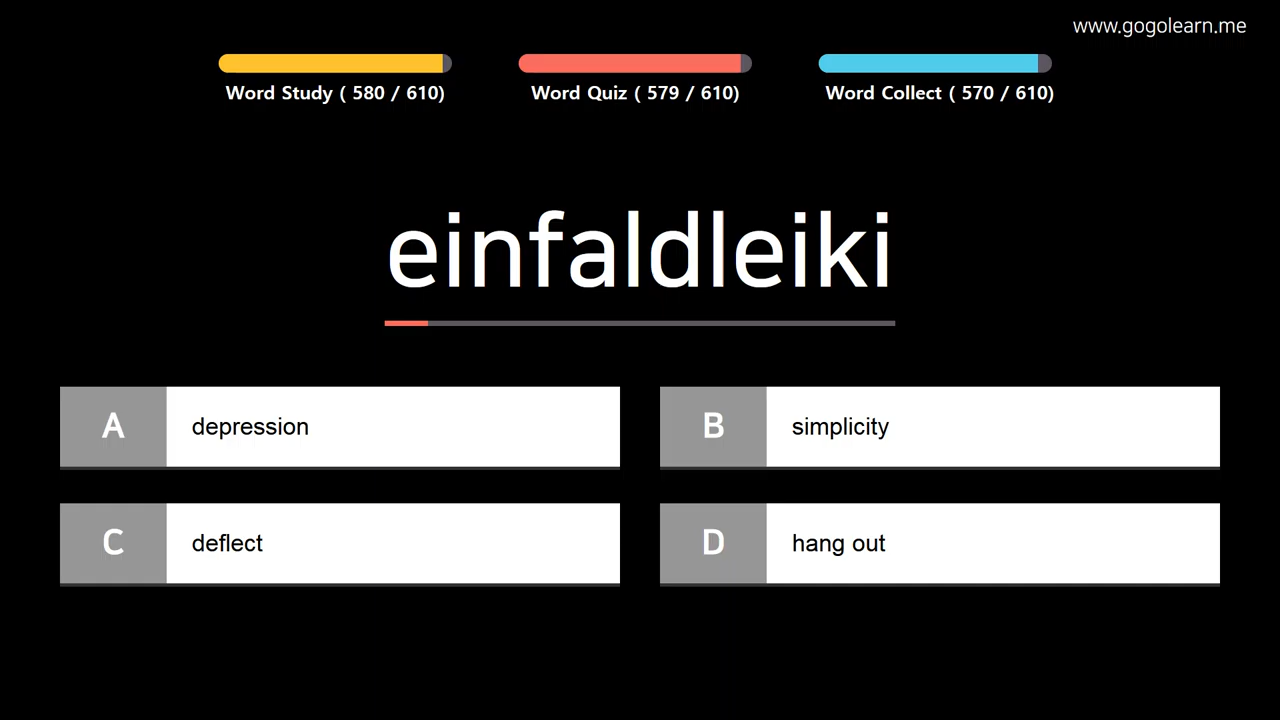 www.gogolearn.me
Word Study ( 580 / 610)
Word Quiz ( 579 / 610)
Word Collect ( 570 / 610)
einfaldleiki
A depression
B simplicity
C deflect
D hang out